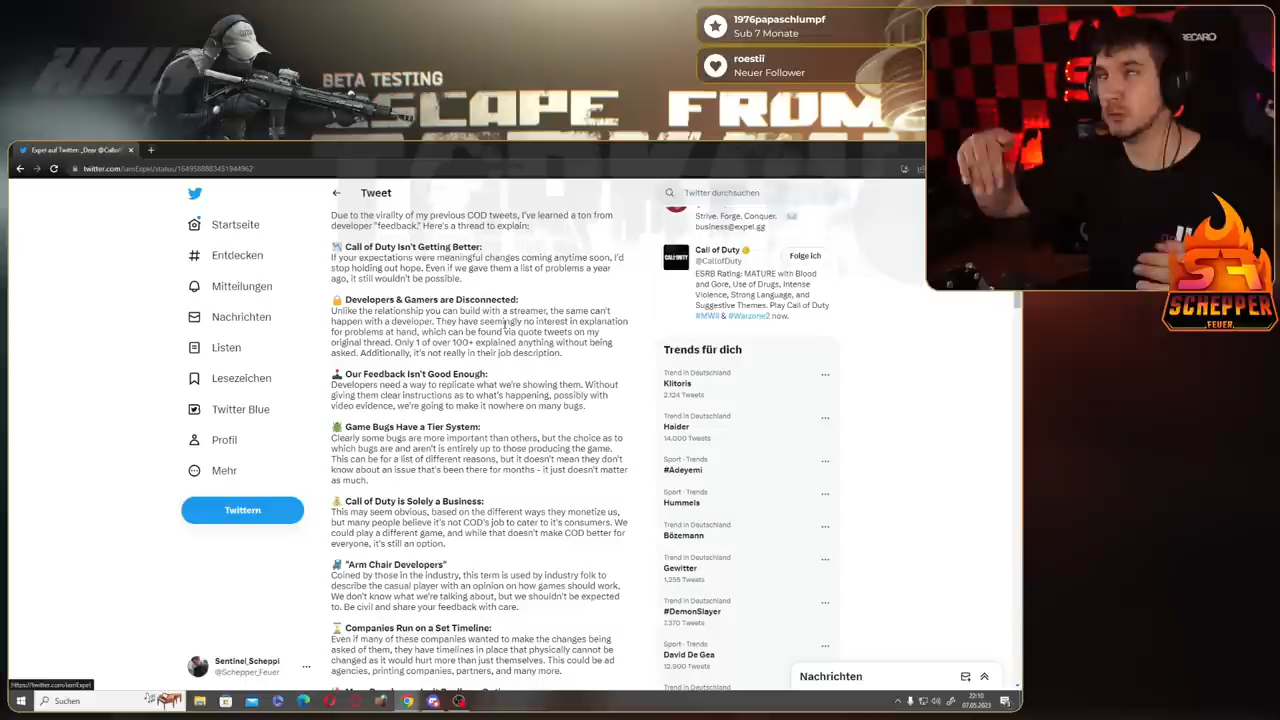 1976papaschlumpf
Sub 7 Monate
roestii
Neuer Follower
RECARO
BETA TESTING
ESCAPE FROM
Expel auf Twitter: „Dear @Callof
twitter.com/iamExpel/status/1649588883451944962
Tweet
Twitter durchsuchen
Startseite
Entdecken
Mitteilungen
Nachrichten
Listen
Lesezeichen
Twitter Blue
Profil
Mehr
Twittern
Sentinel_Scheppi
@Schepper_Feuer
Due to the virality of my previous COD tweets, I've learned a ton from
developer "feedback." Here's a thread to explain:
Call of Duty Isn't Getting Better:
If your expectations were meaningful changes coming anytime soon, I'd
stop holding out hope. Even if we gave them a list of problems a year
ago, it still wouldn't be possible.
Developers & Gamers are Disconnected:
Unlike the relationship you can build with a streamer, the same can't
happen with a developer. They have seemingly no interest in explanation
for problems at hand, which can be found via quote tweets on my
original thread. Only 1 of over 100+ explained anything without being
asked. Additionally, it's not really in their job description.
Our Feedback Isn't Good Enough:
Developers need a way to replicate what we're showing them. Without
giving them clear instructions as to what's happening, possibly with
video evidence, we're going to make it nowhere on many bugs.
Game Bugs Have a Tier System:
Clearly some bugs are more important than others, but the choice as to
which bugs are and aren't is entirely up to those producing the game.
This can be for a list of different reasons, but it doesn't mean they don't
know about an issue that's been there for months - it just doesn't matter
as much.
Call of Duty is Solely a Business:
This may seem obvious, based on the different ways they monetize us,
but many people believe it's not COD's job to cater to it's consumers. We
could play a different game, and while that doesn't make COD better for
everyone, it's still an option.
"Arm Chair Developers"
Coined by those in the industry, this term is used by industry folk to
describe the casual player with an opinion on how games should work.
We don't know what we're talking about, but we shouldn't be expected
to. Be civil and share your feedback with care.
Companies Run on a Set Timeline:
Even if many of these companies wanted to make the changes being
asked of them, they have timelines in place that physically cannot be
changed as it would hurt more than just themselves. This could be ad
agencies, printing companies, partners, and many more.
Strive. Forge. Conquer.
business@expel.gg
Call of Duty
@CallofDuty
Folge ich
ESRB Rating: MATURE with Blood
and Gore, Use of Drugs, Intense
Violence, Strong Language, and
Suggestive Themes. Play Call of Duty
#MWII & #Warzone2 now.
Trends für dich
Trend in Deutschland
Klitoris
2.124 Tweets
Trend in Deutschland
Haider
14.000 Tweets
Sport · Trends
#Adeyemi
Sport · Trends
Hummels
Trend in Deutschland
Bözemann
Trend in Deutschland
Gewitter
1.255 Tweets
Trend in Deutschland
#DemonSlayer
7.370 Tweets
Sport · Trends
David De Gea
12.900 Tweets
Nachrichten
SF
SCHEPPER
FEUER
https://twitter.com/iamExpel
Suchen
22:10
07.05.2023